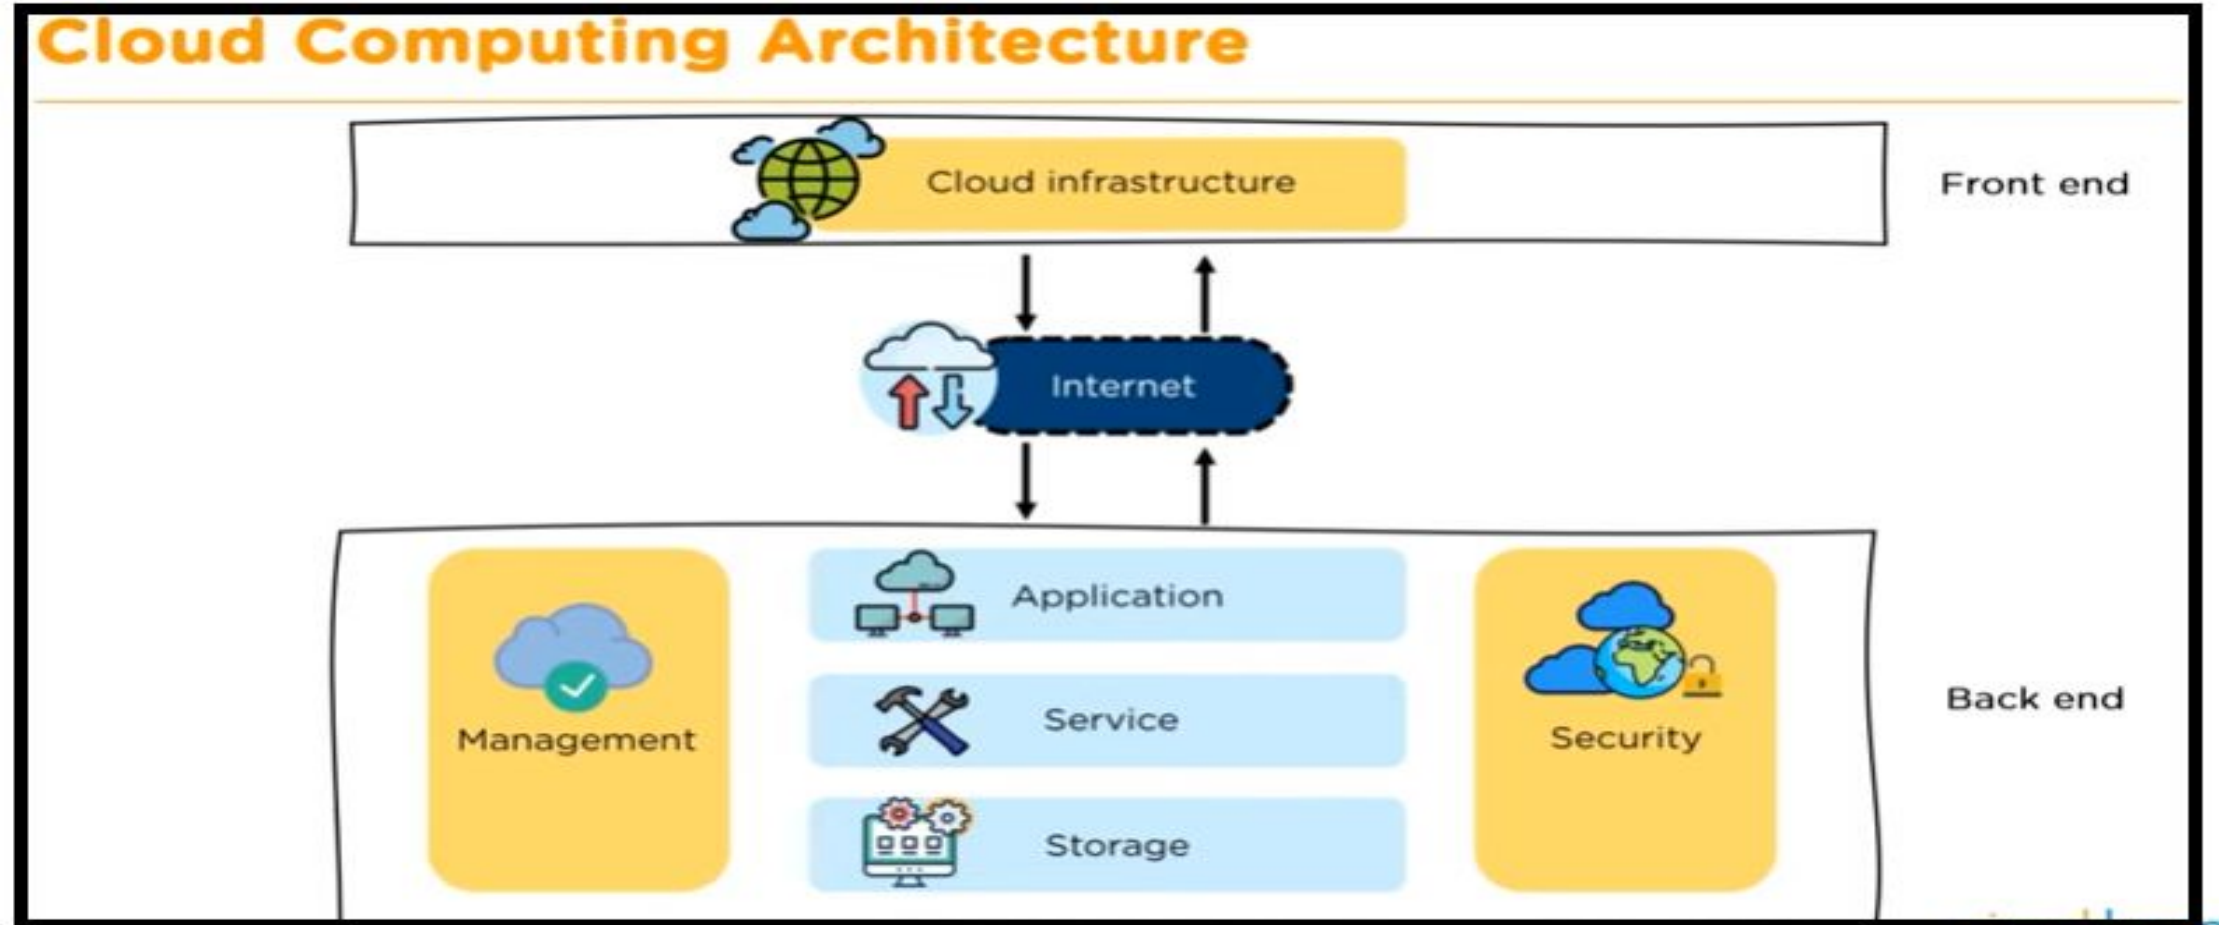 Cloud Computing Architecture
Cloud infrastructure
Front end
Internet
Application
Management
Service
Security
Back end
Storage